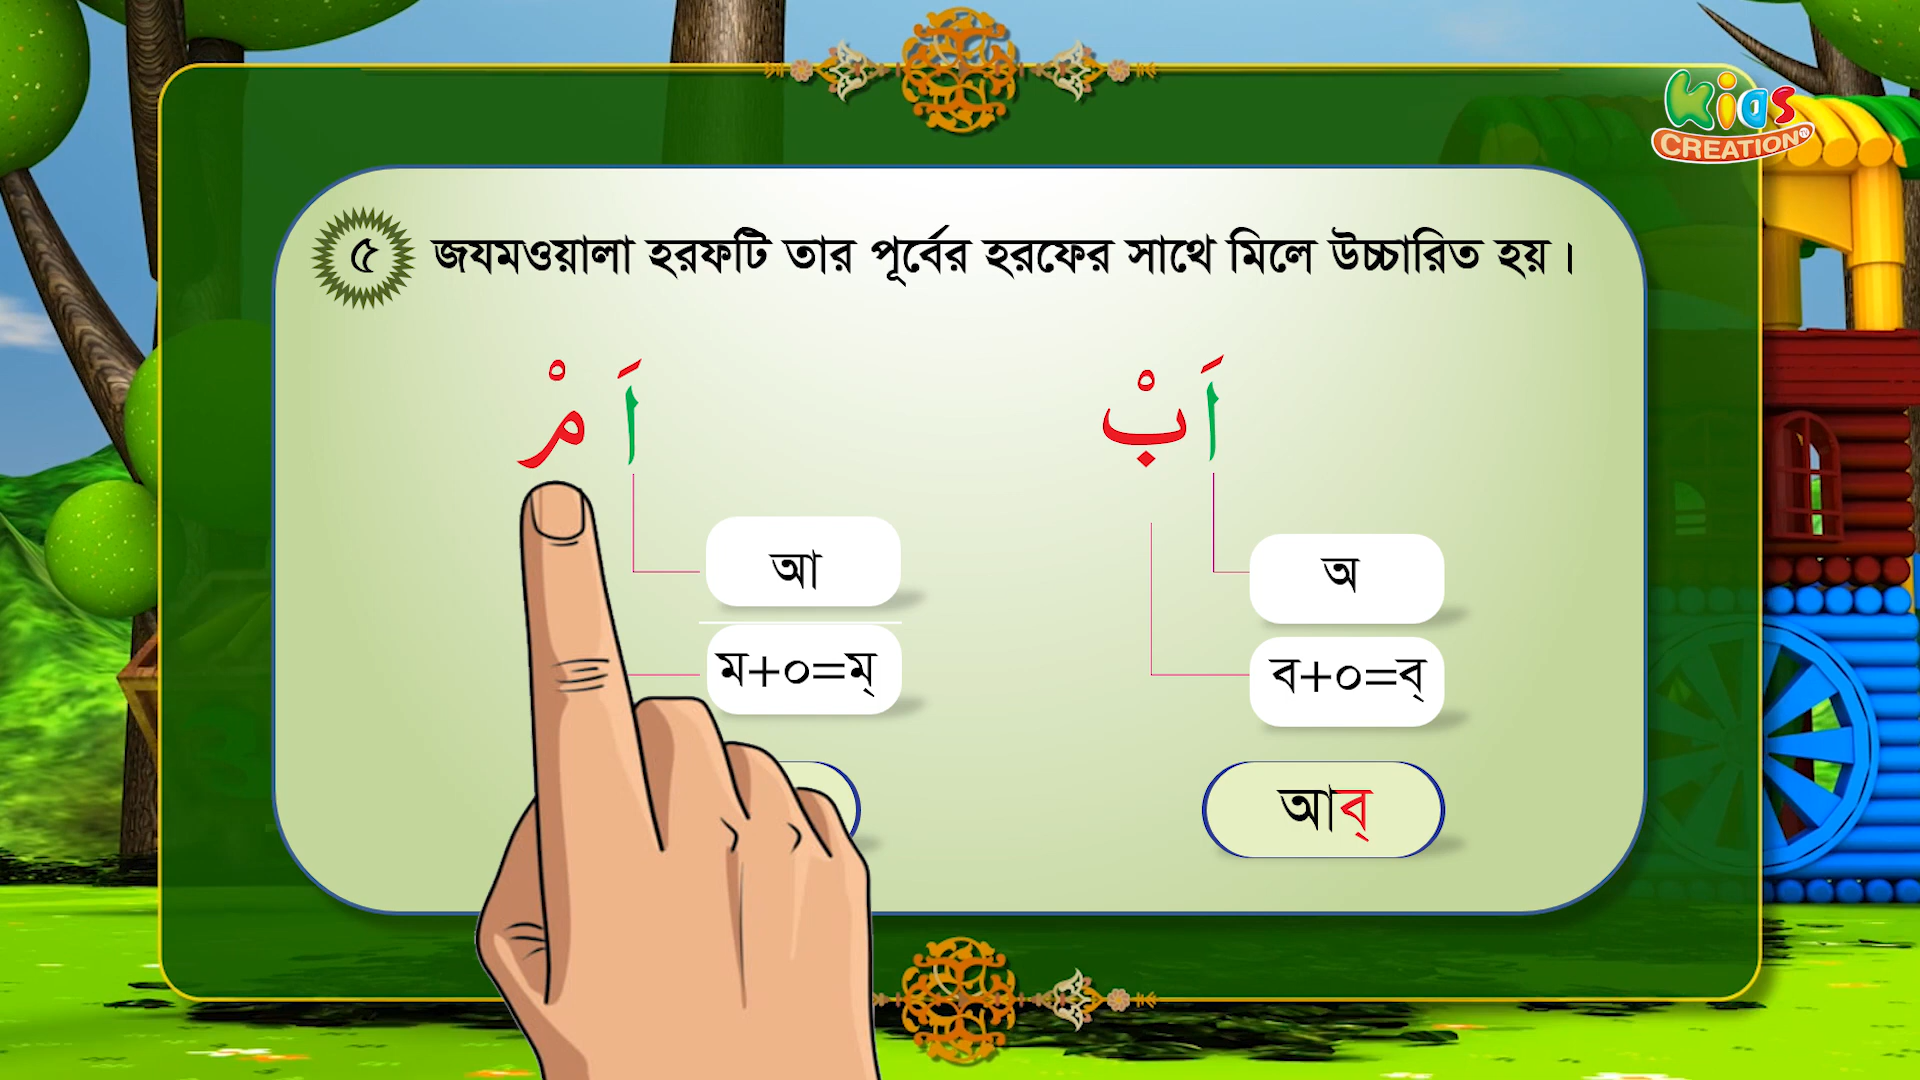 Kids
CREATION
৫ জযমওয়ালা হরফটি তার পূর্বের হরফের সাথে মিলে উচ্চারিত হয়।
اَ مْ
اَ بْ
আ
ম+০=ম্
অ
ব+০=ব্
আব্